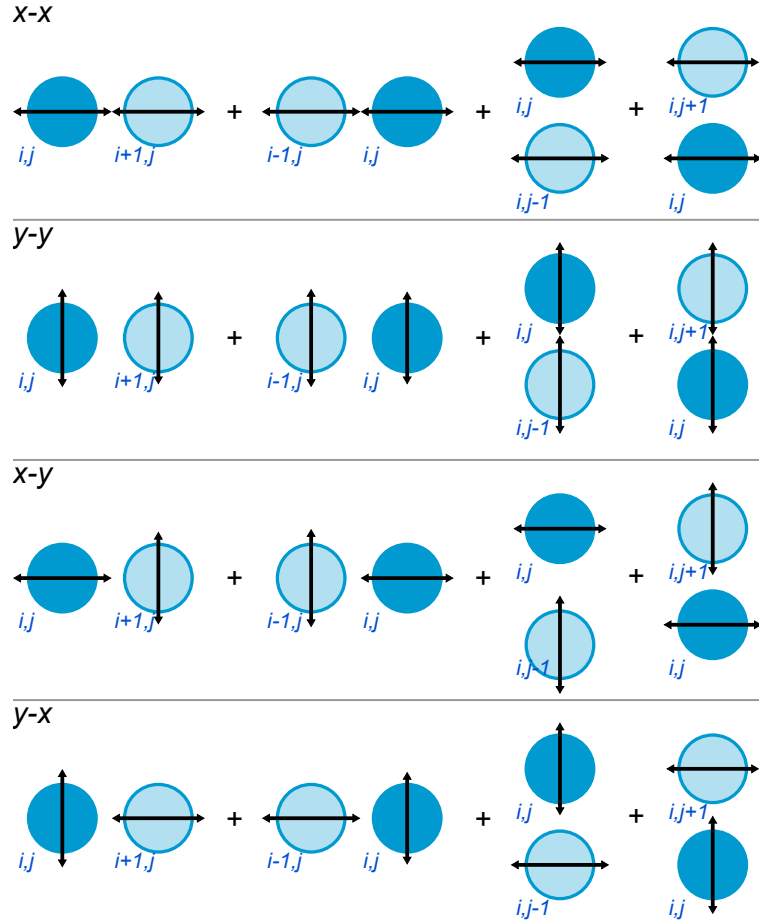 x-x
i,j i+1,j + i-1,j i,j + i,j + i,j+1
i,j-1 i,j
y-y
i,j i+1,j + i-1,j i,j + i,j + i,j+1
i,j-1 i,j
x-y
i,j i+1,j + i-1,j i,j + i,j + i,j+1
i,j-1 i,j
y-x
i,j i+1,j + i-1,j i,j + i,j + i,j+1
i,j-1 i,j